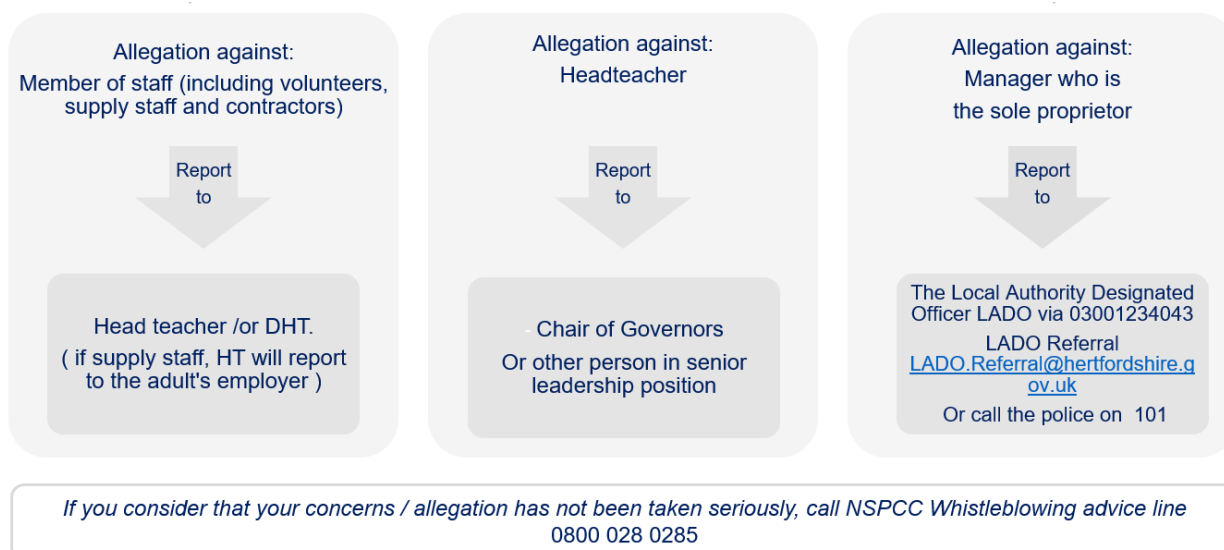 Allegation against:
Member of staff (including volunteers,
supply staff and contractors)
Report
to
Head teacher /or DHT.
( if supply staff, HT will report
to the adult's employer )
Allegation against:
Headteacher
Report
to
- Chair of Governors
Or other person in senior
leadership position
Allegation against:
Manager who is
the sole proprietor
Report
to
The Local Authority Designated
Officer LADO via 03001234043
LADO Referral
LADO.Referral@hertfordshire.g
ov.uk
Or call the police on 101
If you consider that your concerns / allegation has not been taken seriously, call NSPCC Whistleblowing advice line
0800 028 0285